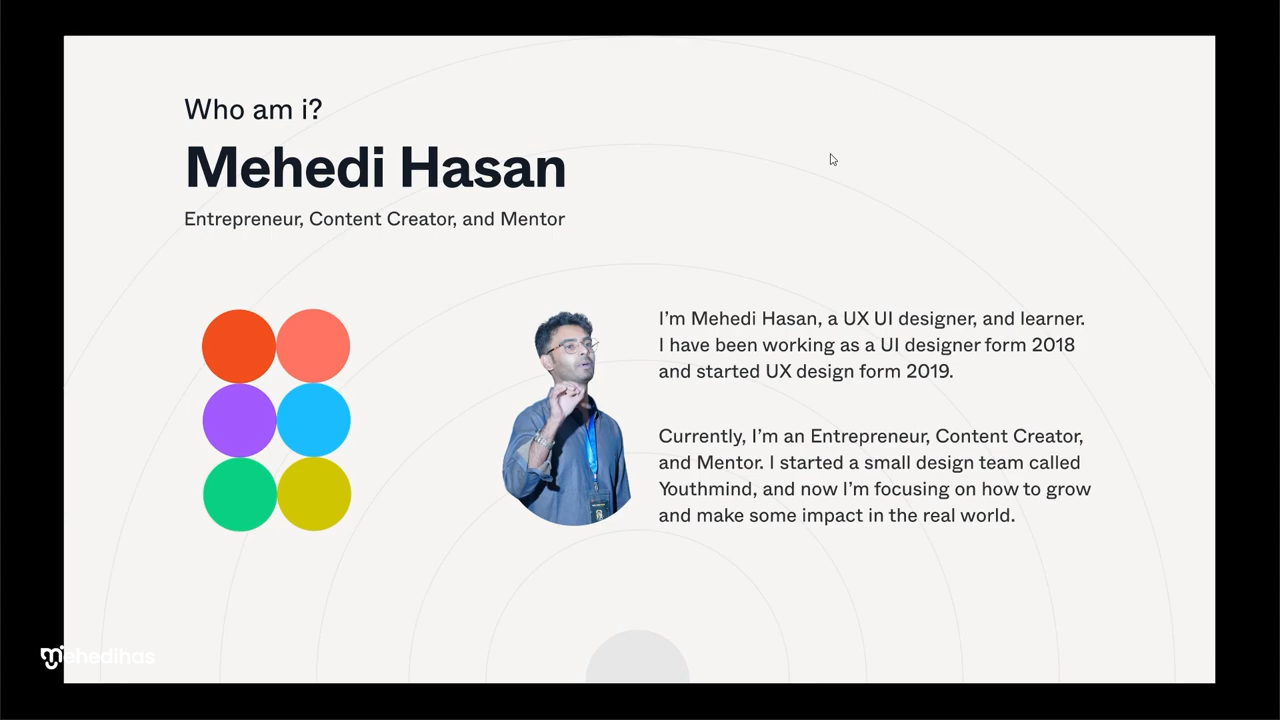 Who am i?
Mehedi Hasan
Entrepreneur, Content Creator, and Mentor
I'm Mehedi Hasan, a UX UI designer, and learner.
I have been working as a UI designer form 2018
and started UX design form 2019.
Currently, I'm an Entrepreneur, Content Creator,
and Mentor. I started a small design team called
Youthmind, and now I'm focusing on how to grow
and make some impact in the real world.
mehedihas